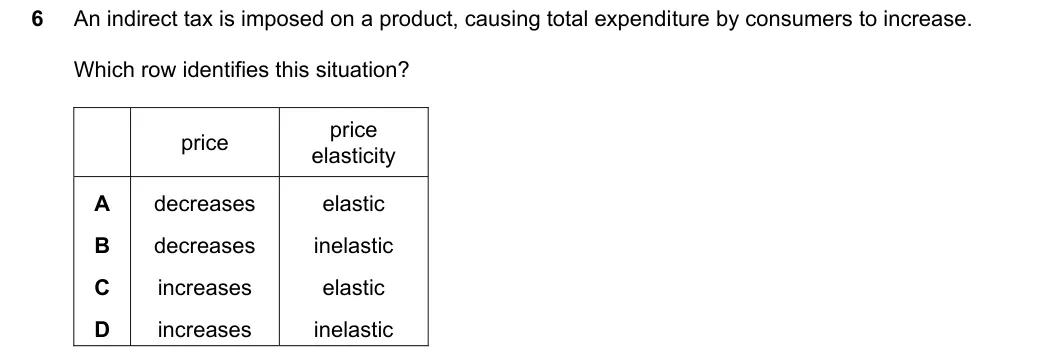 6 An indirect tax is imposed on a product, causing total expenditure by consumers to increase.
Which row identifies this situation?
price price elasticity
A decreases elastic
B decreases inelastic
C increases elastic
D increases inelastic